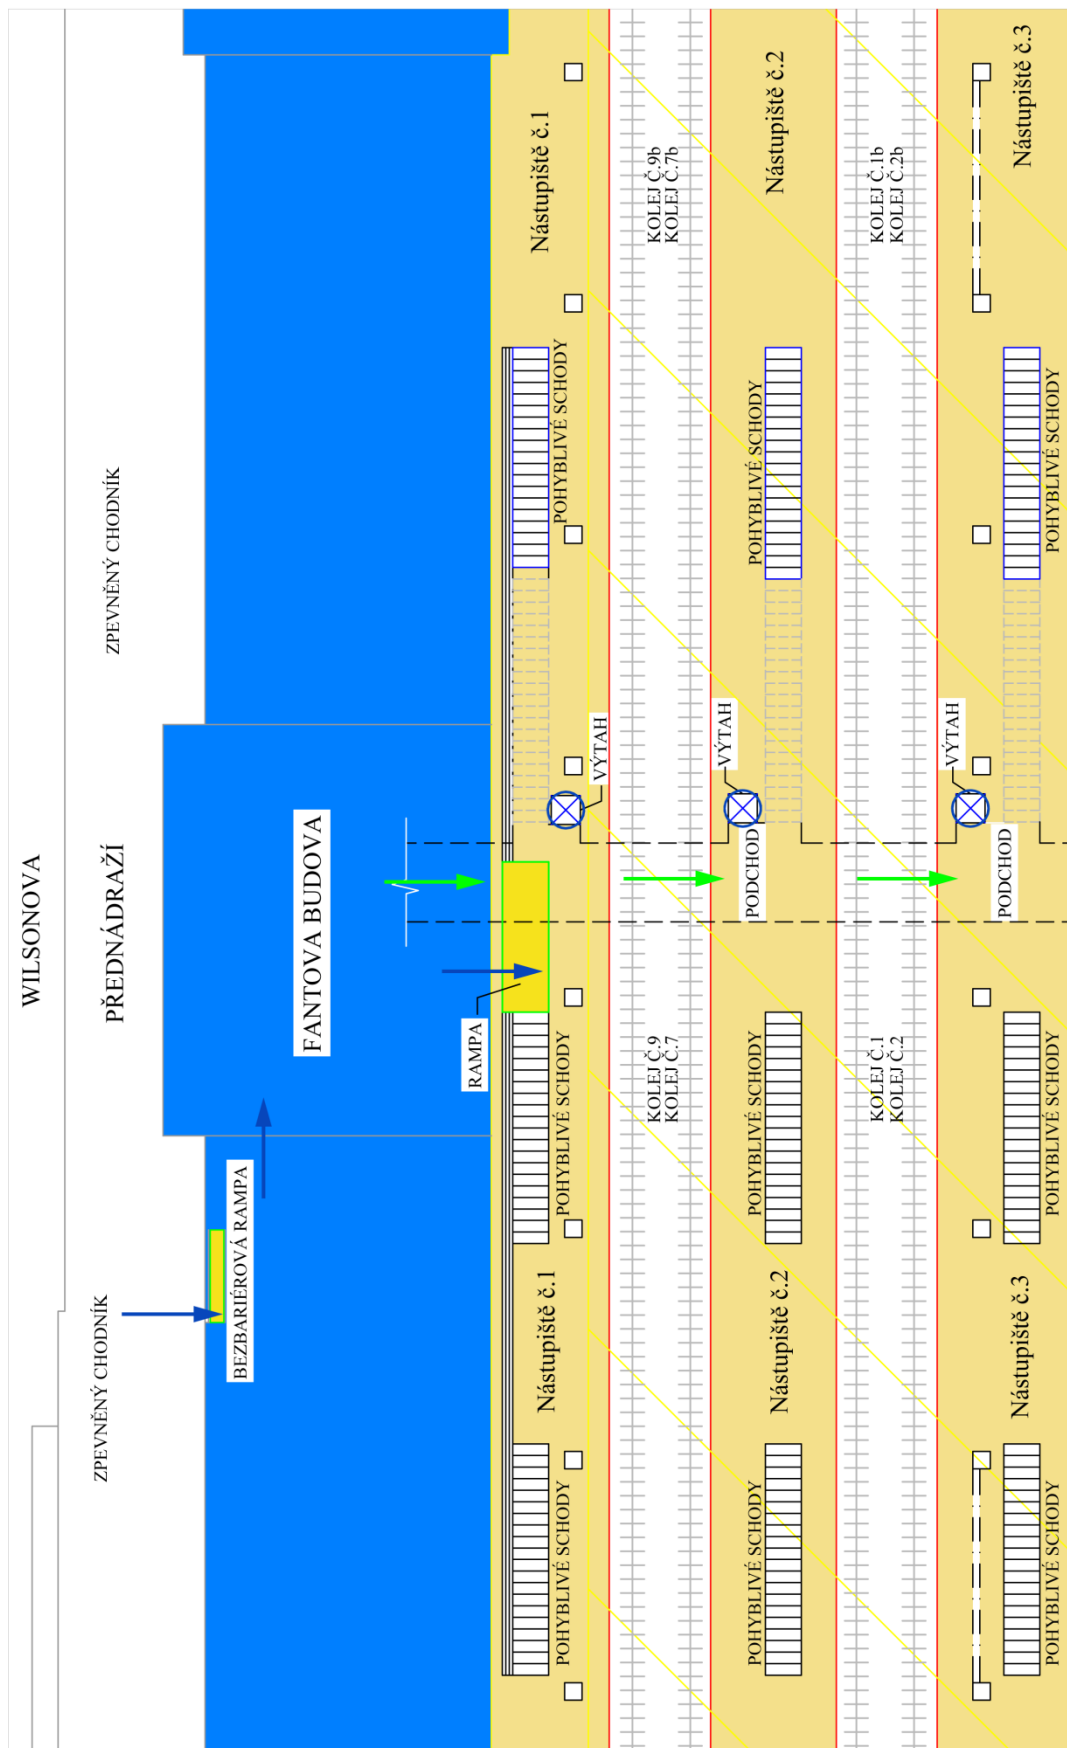 WILSONOVA
PŘEDNÁDRAŽÍ
ZPEVNĚNÝ CHODNÍK
ZPEVNĚNÝ CHODNÍK
BEZBARIÉROVÁ RAMPA
FANTOVA BUDOVA
RAMPA
Nástupiště č.1
POHYBLIVÉ SCHODY
POHYBLIVÉ SCHODY
POHYBLIVÉ SCHODY
Nástupiště č.1
VÝTAH
KOLEJ Č.9
KOLEJ Č.7
KOLEJ Č.9b
KOLEJ Č.7b
VÝTAH
PODCHOD
POHYBLIVÉ SCHODY
POHYBLIVÉ SCHODY
POHYBLIVÉ SCHODY
Nástupiště č.2
Nástupiště č.2
KOLEJ Č.1
KOLEJ Č.2
KOLEJ Č.1b
KOLEJ Č.2b
VÝTAH
PODCHOD
Nástupiště č.3
Nástupiště č.3
POHYBLIVÉ SCHODY
POHYBLIVÉ SCHODY
POHYBLIVÉ SCHODY